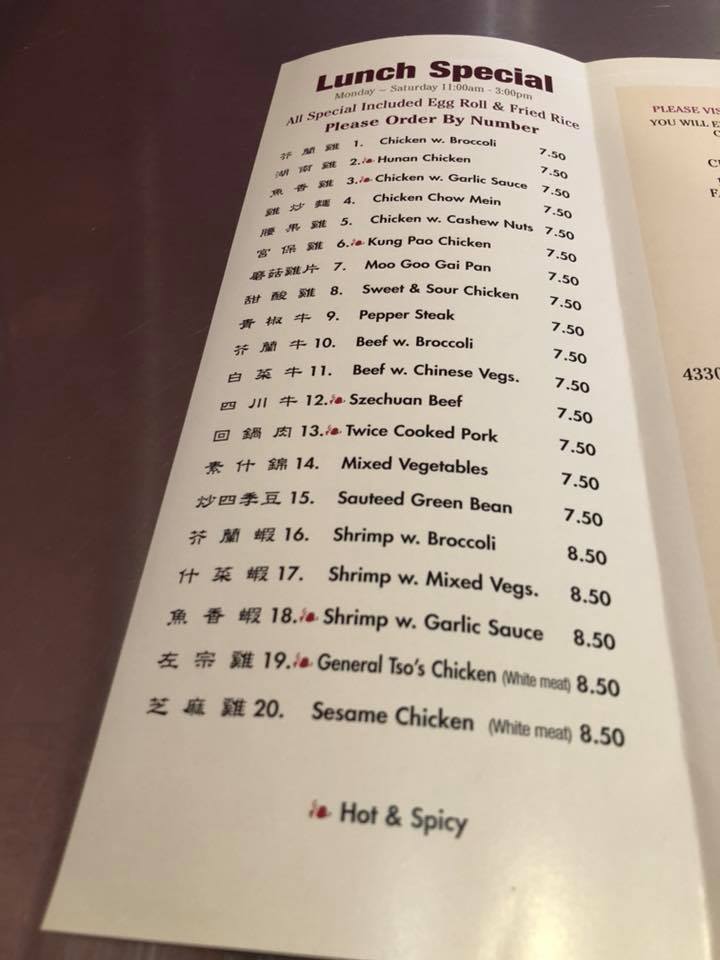 Lunch Special
Monday ~ Saturday 11:00am - 3:00pm
All Special Included Egg Roll & Fried Rice
Please Order By Number
芥蘭雞 1. Chicken w. Broccoli 7.50
湖南雞 2. Hunan Chicken 7.50
魚香雞 3. Chicken w. Garlic Sauce 7.50
雞炒麵 4. Chicken Chow Mein 7.50
腰果雞 5. Chicken w. Cashew Nuts 7.50
宮保雞 6. Kung Pao Chicken 7.50
蘑菇雞片 7. Moo Goo Gai Pan 7.50
甜酸雞 8. Sweet & Sour Chicken 7.50
青椒牛 9. Pepper Steak 7.50
芥蘭牛 10. Beef w. Broccoli 7.50
白菜牛 11. Beef w. Chinese Vegs. 7.50
四川牛 12. Szechuan Beef 7.50
回鍋肉 13. Twice Cooked Pork 7.50
素什錦 14. Mixed Vegetables 7.50
炒四季豆 15. Sauteed Green Bean 7.50
芥蘭蝦 16. Shrimp w. Broccoli 8.50
什菜蝦 17. Shrimp w. Mixed Vegs. 8.50
魚香蝦 18. Shrimp w. Garlic Sauce 8.50
左宗雞 19. General Tso's Chicken (White meat) 8.50
芝麻雞 20. Sesame Chicken (White meat) 8.50
Hot & Spicy
PLEASE VIS
YOU WILL E
C
4330